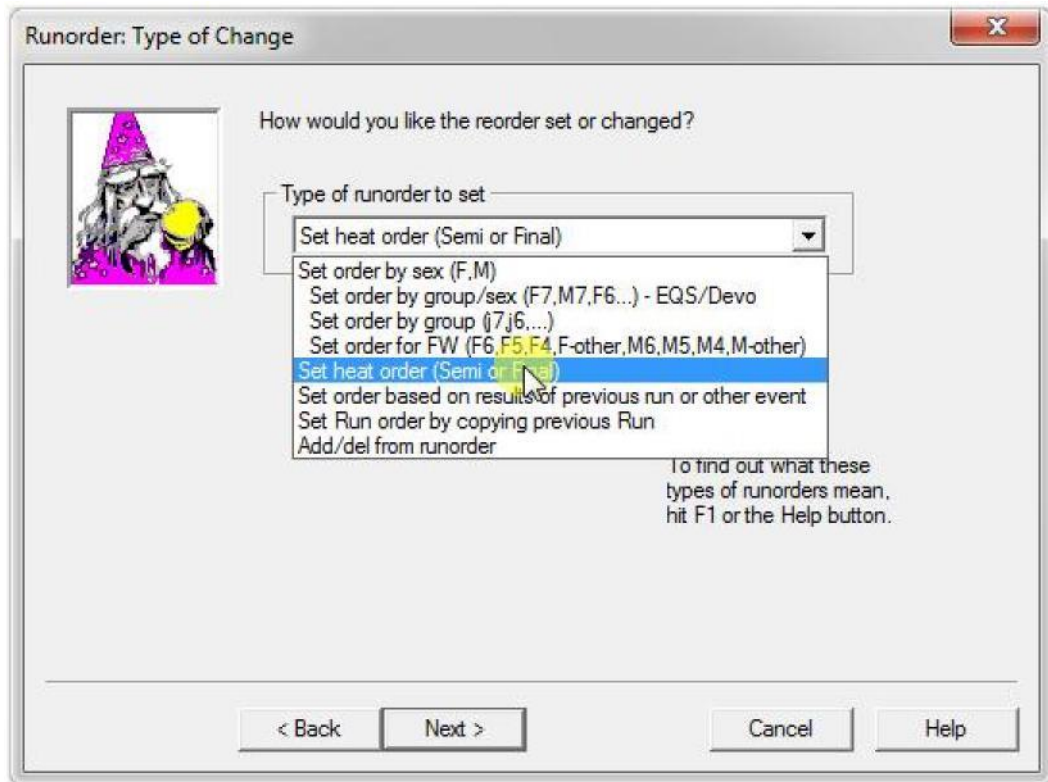 Runorder: Type of Change
How would you like the reorder set or changed?
Type of runorder to set
Set heat order (Semi or Final)
Set order by sex (F,M)
Set order by group/sex (F7,M7,F6...) - EQS/Devo
Set order by group (j7,j6,...)
Set order for FW (F6,F5,F4,F-other,M6,M5,M4,M-other)
Set heat order (Semi or Final)
Set order based on results of previous run or other event
Set Run order by copying previous Run
Add/del from runorder
To find out what these
types of runorders mean,
hit F1 or the Help button.
< Back
Next >
Cancel
Help